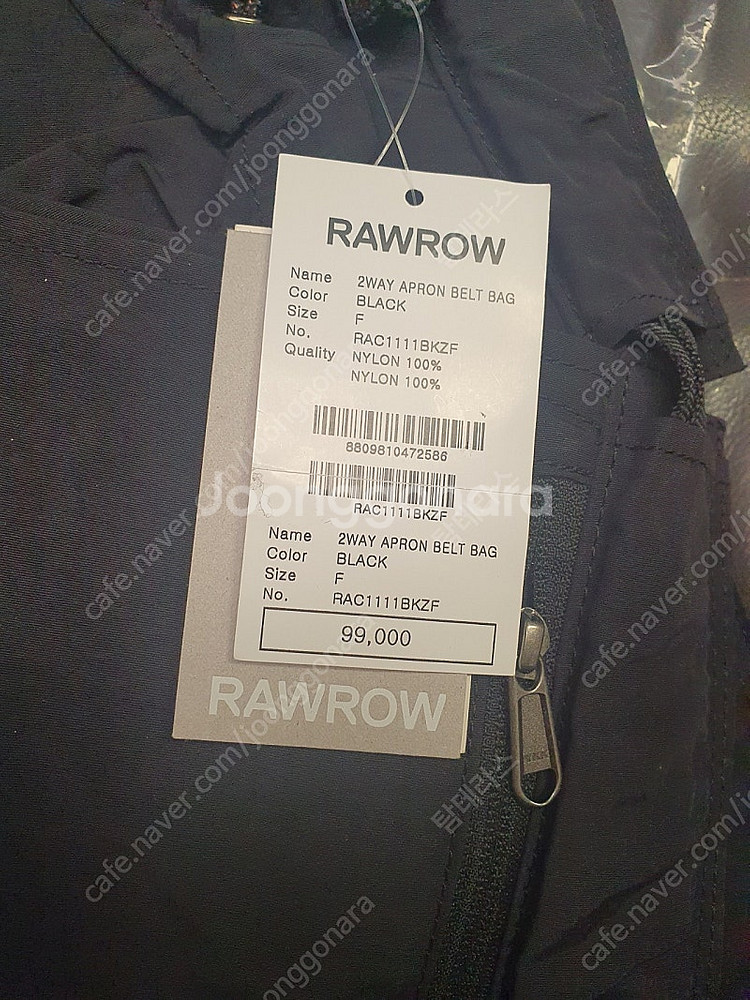 RAWROW
Name 2WAY APRON BELT BAG
Color BLACK
Size F
No. RAC1111BKZF
Quality NYLON 100%
NYLON 100%
8809810472586
RAC1111BKZF
Joonggonara
Name 2WAY APRON BELT BAG
Color BLACK
Size F
No. RAC1111BKZF
99,000
RAWROW
cafe.naver.com/joonggonara